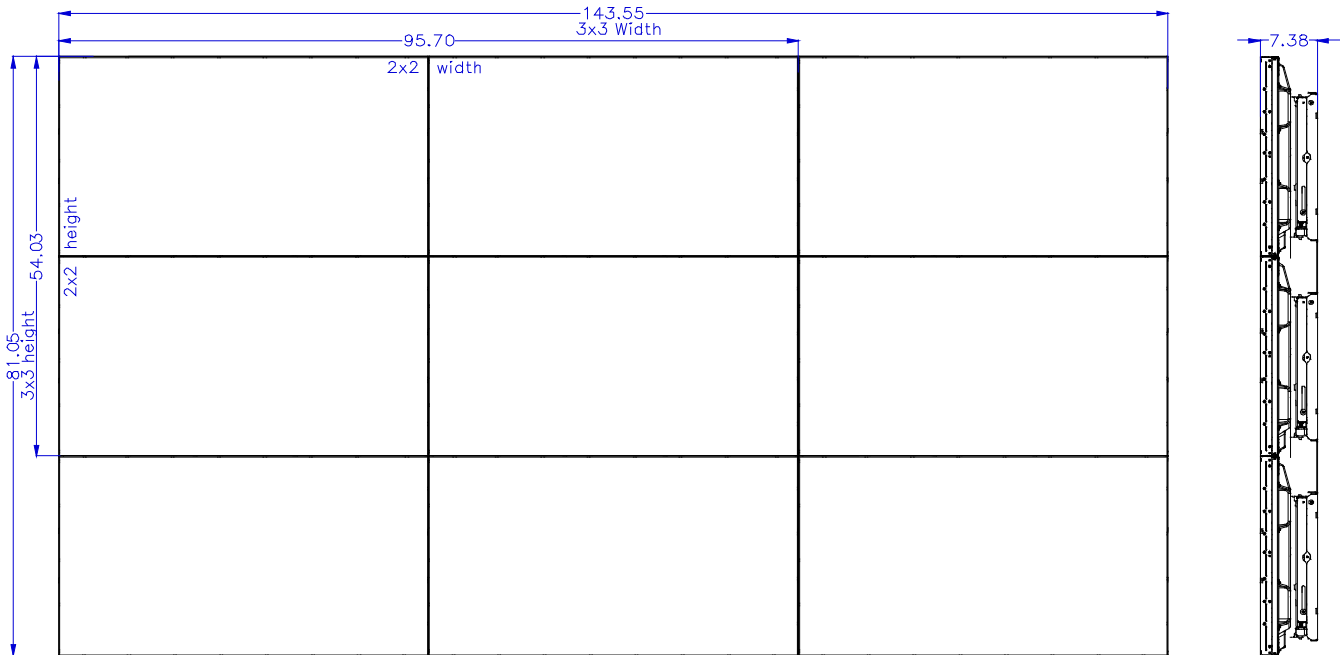 143.55
3x3 Width
95.70
7.38
2x2 width
2x2 height
54.03
81.05
3x3 height